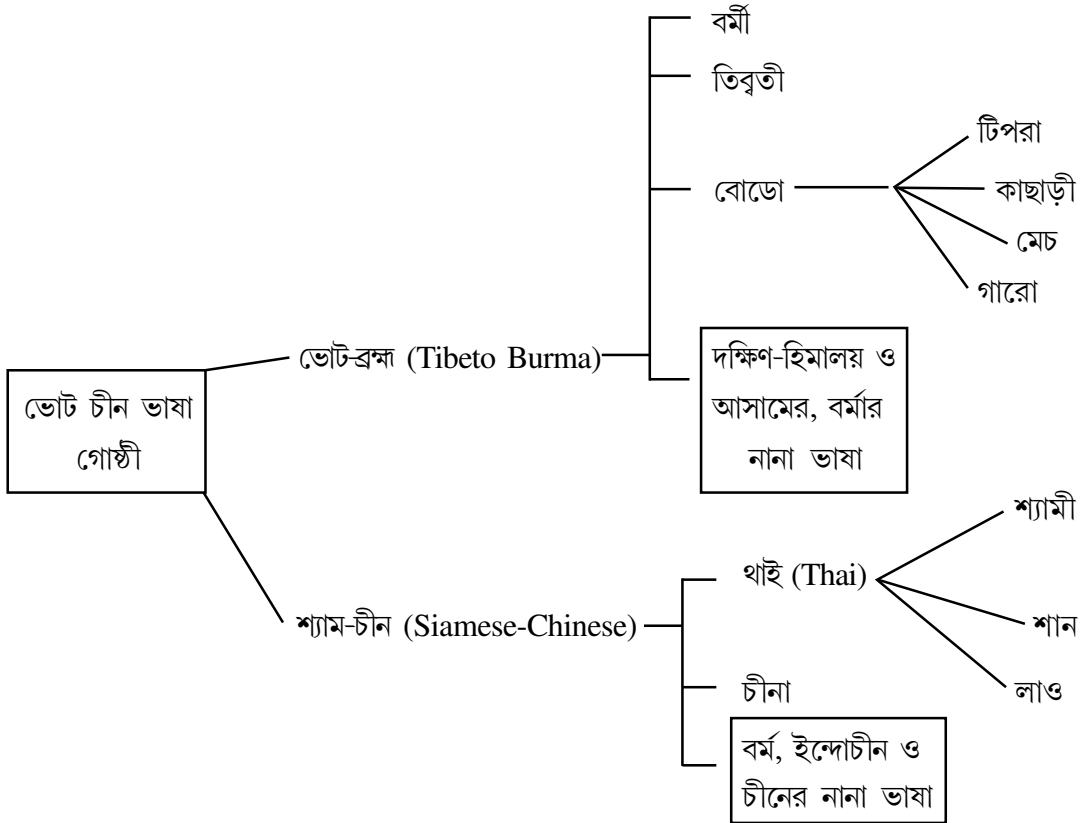 বর্মী
তিব্বতী
টিপরা
বোডো
কাছাড়ী
মেচ
গারো
ভোট-ব্রহ্ম (Tibeto Burma)
দক্ষিণ-হিমালয় ও
আসামের, বর্মার
নানা ভাষা
ভোট চীন ভাষা
গোষ্ঠী
শ্যামী
থাই (Thai)
শ্যাম-চীন (Siamese-Chinese)
শান
চীনা
লাও
বর্ম, ইন্দোচীন ও
চীনের নানা ভাষা